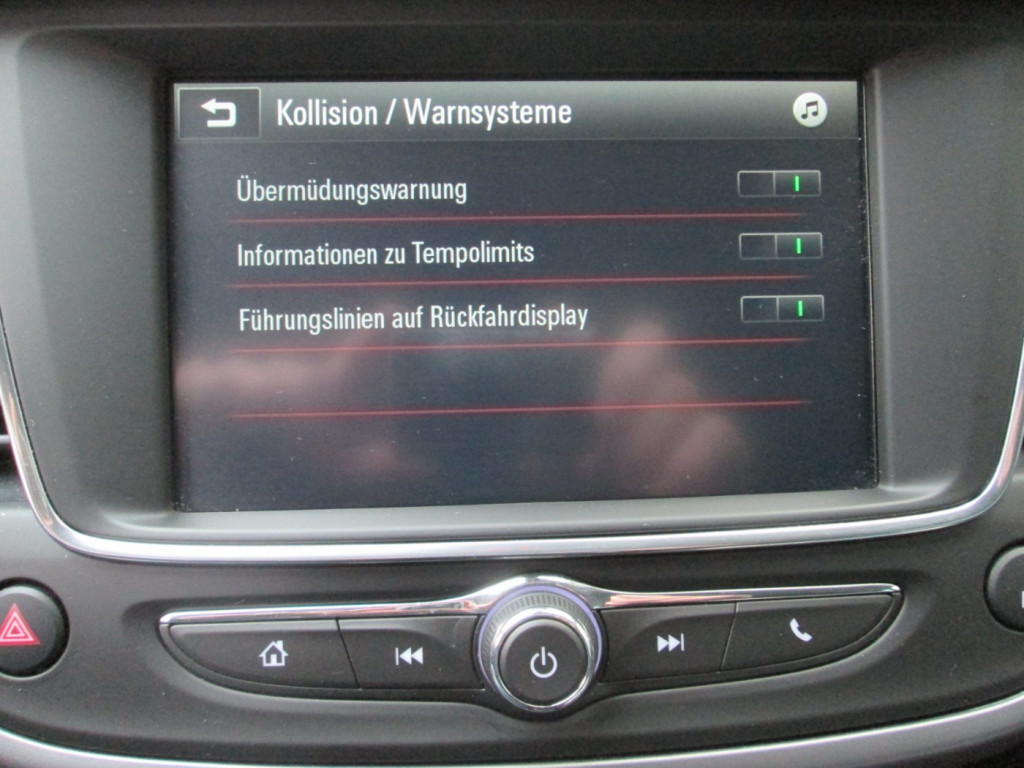 Kollision / Warnsysteme
Übermüdungswarnung
Informationen zu Tempolimits
Führungslinien auf Rückfahrdisplay